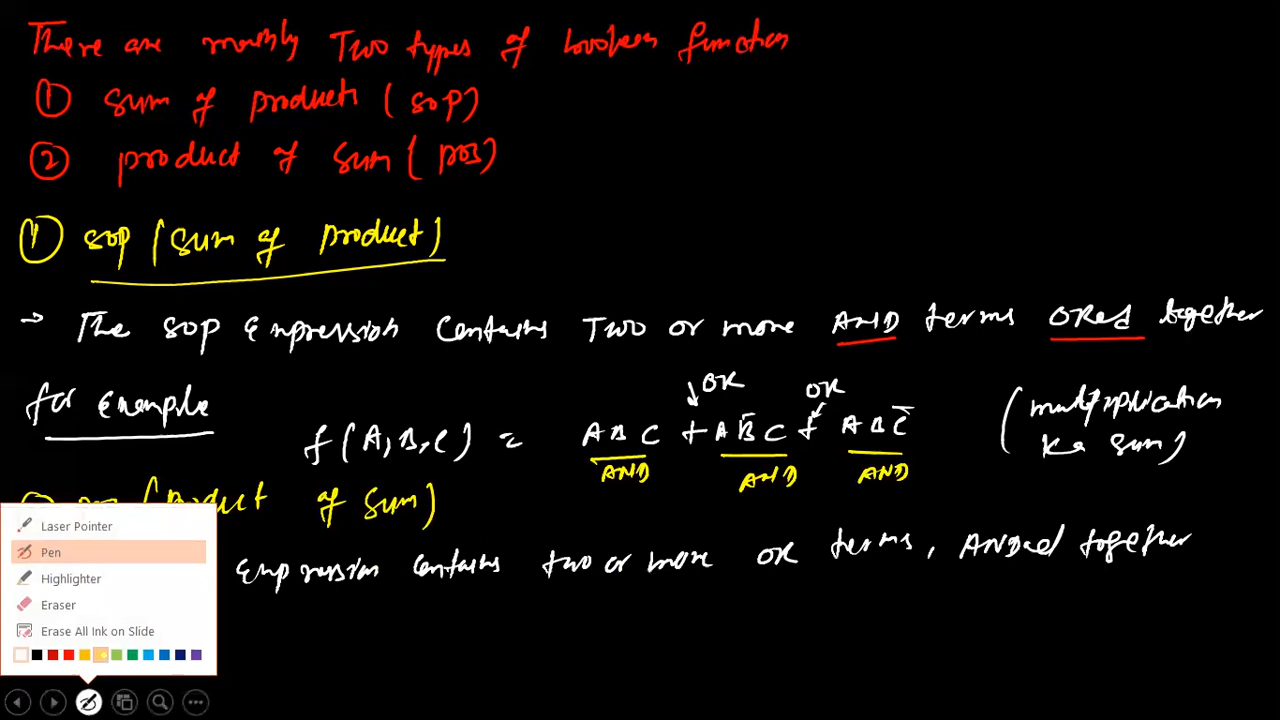 There are mostly Two types of boolean function
① Sum of product (SOP)
② product of Sum (POS)
① SOP (Sum of product)
→ The SOP Expression Contains Two or more AND terms ORed together
for Example
OR OR
f(A,B,C) = ABC + AB̅C + ABC̅ (multiplication ka sum)
AND AND AND
(Product of Sum)
Expression contains two or more OR terms, ANDed together
Laser Pointer
Pen
Highlighter
Eraser
Erase All Ink on Slide